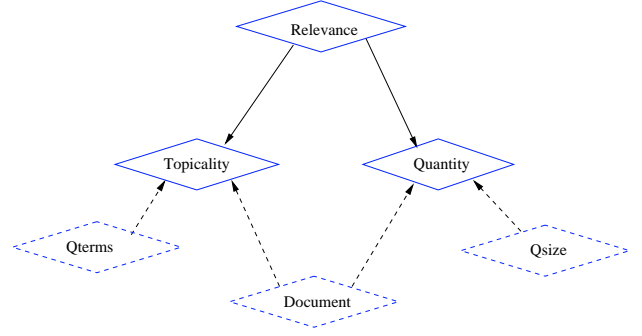 Relevance
Topicality
Quantity
Qterms
Qsize
Document